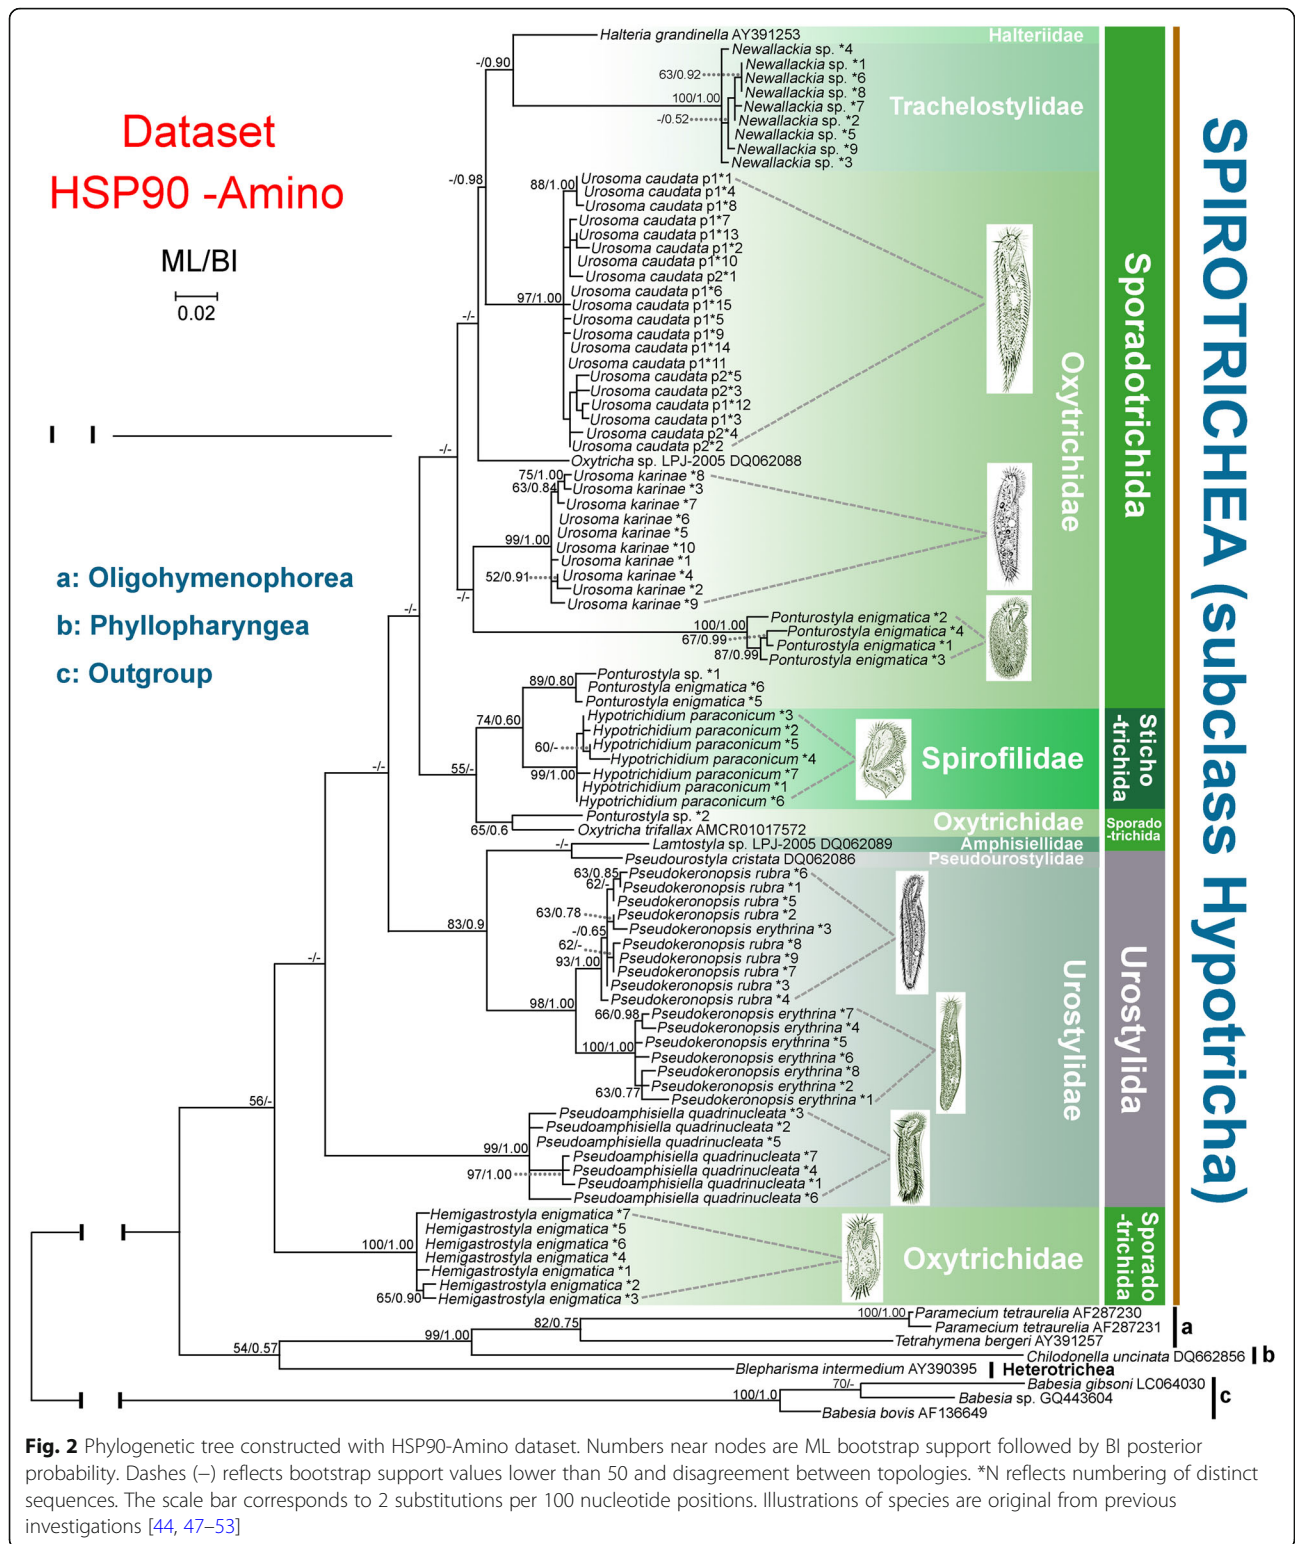 Dataset
HSP90 -Amino
ML/BI
0.02
a: Oligohymenophorea
b: Phyllopharyngea
c: Outgroup
Halteria grandinella AY391253
Newallackia sp. *4
Newallackia sp. *1
Newallackia sp. *6
Newallackia sp. *8
Newallackia sp. *7
Newallackia sp. *2
Newallackia sp. *5
Newallackia sp. *9
Newallackia sp. *3
Urosoma caudata p1*1
Urosoma caudata p1*4
Urosoma caudata p1*8
Urosoma caudata p1*7
Urosoma caudata p1*13
Urosoma caudata p1*2
Urosoma caudata p1*10
Urosoma caudata p2*1
Urosoma caudata p1*6
Urosoma caudata p1*15
Urosoma caudata p1*5
Urosoma caudata p1*9
Urosoma caudata p1*14
Urosoma caudata p1*11
Urosoma caudata p2*5
Urosoma caudata p2*3
Urosoma caudata p1*12
Urosoma caudata p1*3
Urosoma caudata p2*4
Urosoma caudata p2*2
Oxytricha sp. LPJ-2005 DQ062088
Urosoma karinae *8
Urosoma karinae *3
Urosoma karinae *7
Urosoma karinae *6
Urosoma karinae *5
Urosoma karinae *10
Urosoma karinae *1
Urosoma karinae *4
Urosoma karinae *2
Urosoma karinae *9
Ponturostyla enigmatica *2
Ponturostyla enigmatica *4
Ponturostyla enigmatica *1
Ponturostyla enigmatica *3
Ponturostyla sp. *1
Ponturostyla enigmatica *6
Ponturostyla enigmatica *5
Hypotrichidium paraconicum *3
Hypotrichidium paraconicum *2
Hypotrichidium paraconicum *5
Hypotrichidium paraconicum *4
Hypotrichidium paraconicum *7
Hypotrichidium paraconicum *1
Hypotrichidium paraconicum *6
Ponturostyla sp. *2
Oxytricha trifallax AMCR01017572
Lamtostyla sp. LPJ-2005 DQ062089
Pseudourostyla cristata DQ062086
Pseudokeronopsis rubra *6
Pseudokeronopsis rubra *1
Pseudokeronopsis rubra *5
Pseudokeronopsis rubra *2
Pseudokeronopsis erythrina *3
Pseudokeronopsis rubra *8
Pseudokeronopsis rubra *9
Pseudokeronopsis rubra *7
Pseudokeronopsis rubra *3
Pseudokeronopsis rubra *4
Pseudokeronopsis erythrina *7
Pseudokeronopsis erythrina *4
Pseudokeronopsis erythrina *5
Pseudokeronopsis erythrina *6
Pseudokeronopsis erythrina *8
Pseudokeronopsis erythrina *2
Pseudokeronopsis erythrina *1
Pseudoamphisiella quadrinucleata *3
Pseudoamphisiella quadrinucleata *2
Pseudoamphisiella quadrinucleata *5
Pseudoamphisiella quadrinucleata *7
Pseudoamphisiella quadrinucleata *4
Pseudoamphisiella quadrinucleata *1
Pseudoamphisiella quadrinucleata *6
Hemigastrostyla enigmatica *7
Hemigastrostyla enigmatica *5
Hemigastrostyla enigmatica *6
Hemigastrostyla enigmatica *4
Hemigastrostyla enigmatica *1
Hemigastrostyla enigmatica *2
Hemigastrostyla enigmatica *3
Paramecium tetraurelia AF287230
Paramecium tetraurelia AF287231
Tetrahymena bergeri AY391257
Chilodonella uncinata DQ662856
Blepharisma intermedium AY390395
Heterotrichea
Babesia gibsoni LC064030
Babesia sp. GQ443604
Babesia bovis AF136649
a
b
c
-/0.90
63/0.92
100/1.00
-/0.52
-/0.98
88/1.00
97/1.00
-/-
-/-
75/1.00
63/0.84
99/1.00
52/0.91
-/-
100/1.00
67/0.99
87/0.99
-/-
89/0.80
74/0.60
60/-
99/1.00
55/-
65/0.6
-/-
-/-
63/0.85
62/-
63/0.78
-/0.65
62/-
93/1.00
83/0.9
98/1.00
66/0.98
100/1.00
63/0.77
-/-
99/1.00
97/1.00
56/-
100/1.00
65/0.90
100/1.00
82/0.75
99/1.00
54/0.57
70/-
100/1.0
Halteriidae
Trachelostylidae
Oxytrichidae
Spirofilidae
Oxytrichidae
Amphisiellidae
Pseudourostylidae
Urostylidae
Oxytrichidae
Sporadotrichida
Sticho
-trichida
Sporado
-trichida
Urostylida
Sporado
-trichida
SPIROTRICHEA (subclass Hypotricha)
Fig. 2 Phylogenetic tree constructed with HSP90-Amino dataset. Numbers near nodes are ML bootstrap support followed by BI posterior
probability. Dashes (−) reflects bootstrap support values lower than 50 and disagreement between topologies. *N reflects numbering of distinct
sequences. The scale bar corresponds to 2 substitutions per 100 nucleotide positions. Illustrations of species are original from previous
investigations [44, 47–53]